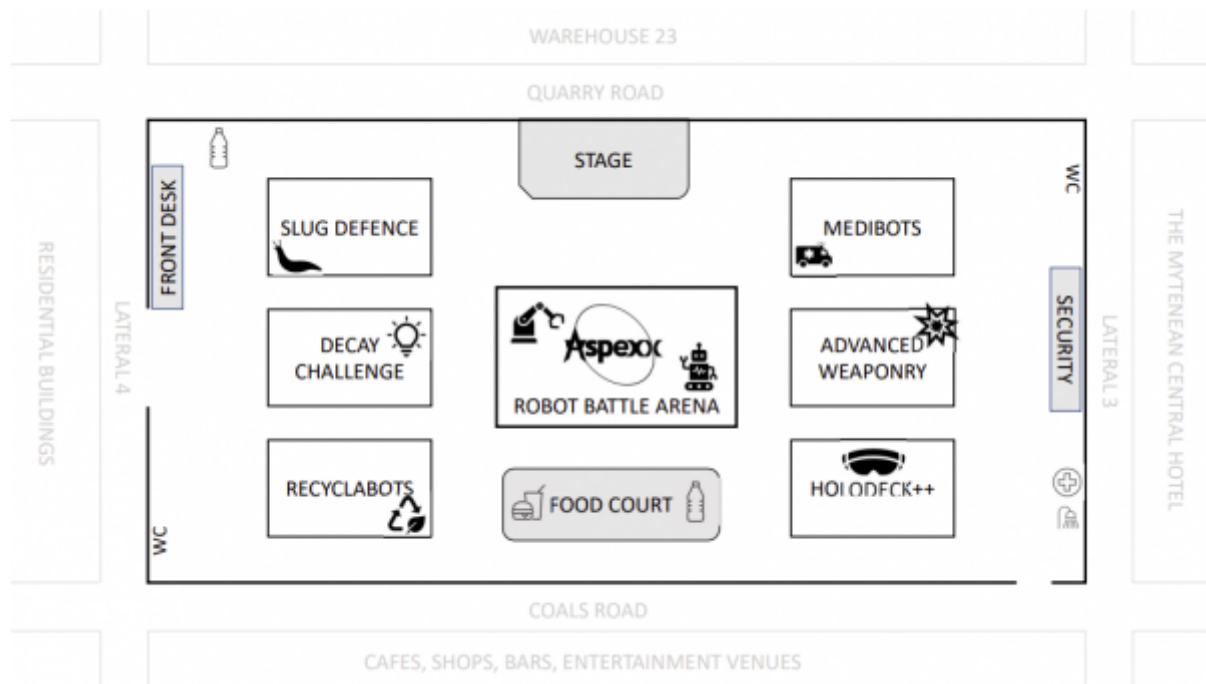 WAREHOUSE 23
QUARRY ROAD
STAGE
WC
FRONT DESK
SLUG DEFENCE
MEDIBOTS
RESIDENTIAL BUILDINGS
LATERAL 4
DECAY
CHALLENGE
Aspexx
ROBOT BATTLE ARENA
ADVANCED
WEAPONRY
SECURITY
LATERAL 3
THE MYTENEAN CENTRAL HOTEL
RECYCLABOTS
FOOD COURT
HOLODECK++
WC
COALS ROAD
CAFES, SHOPS, BARS, ENTERTAINMENT VENUES